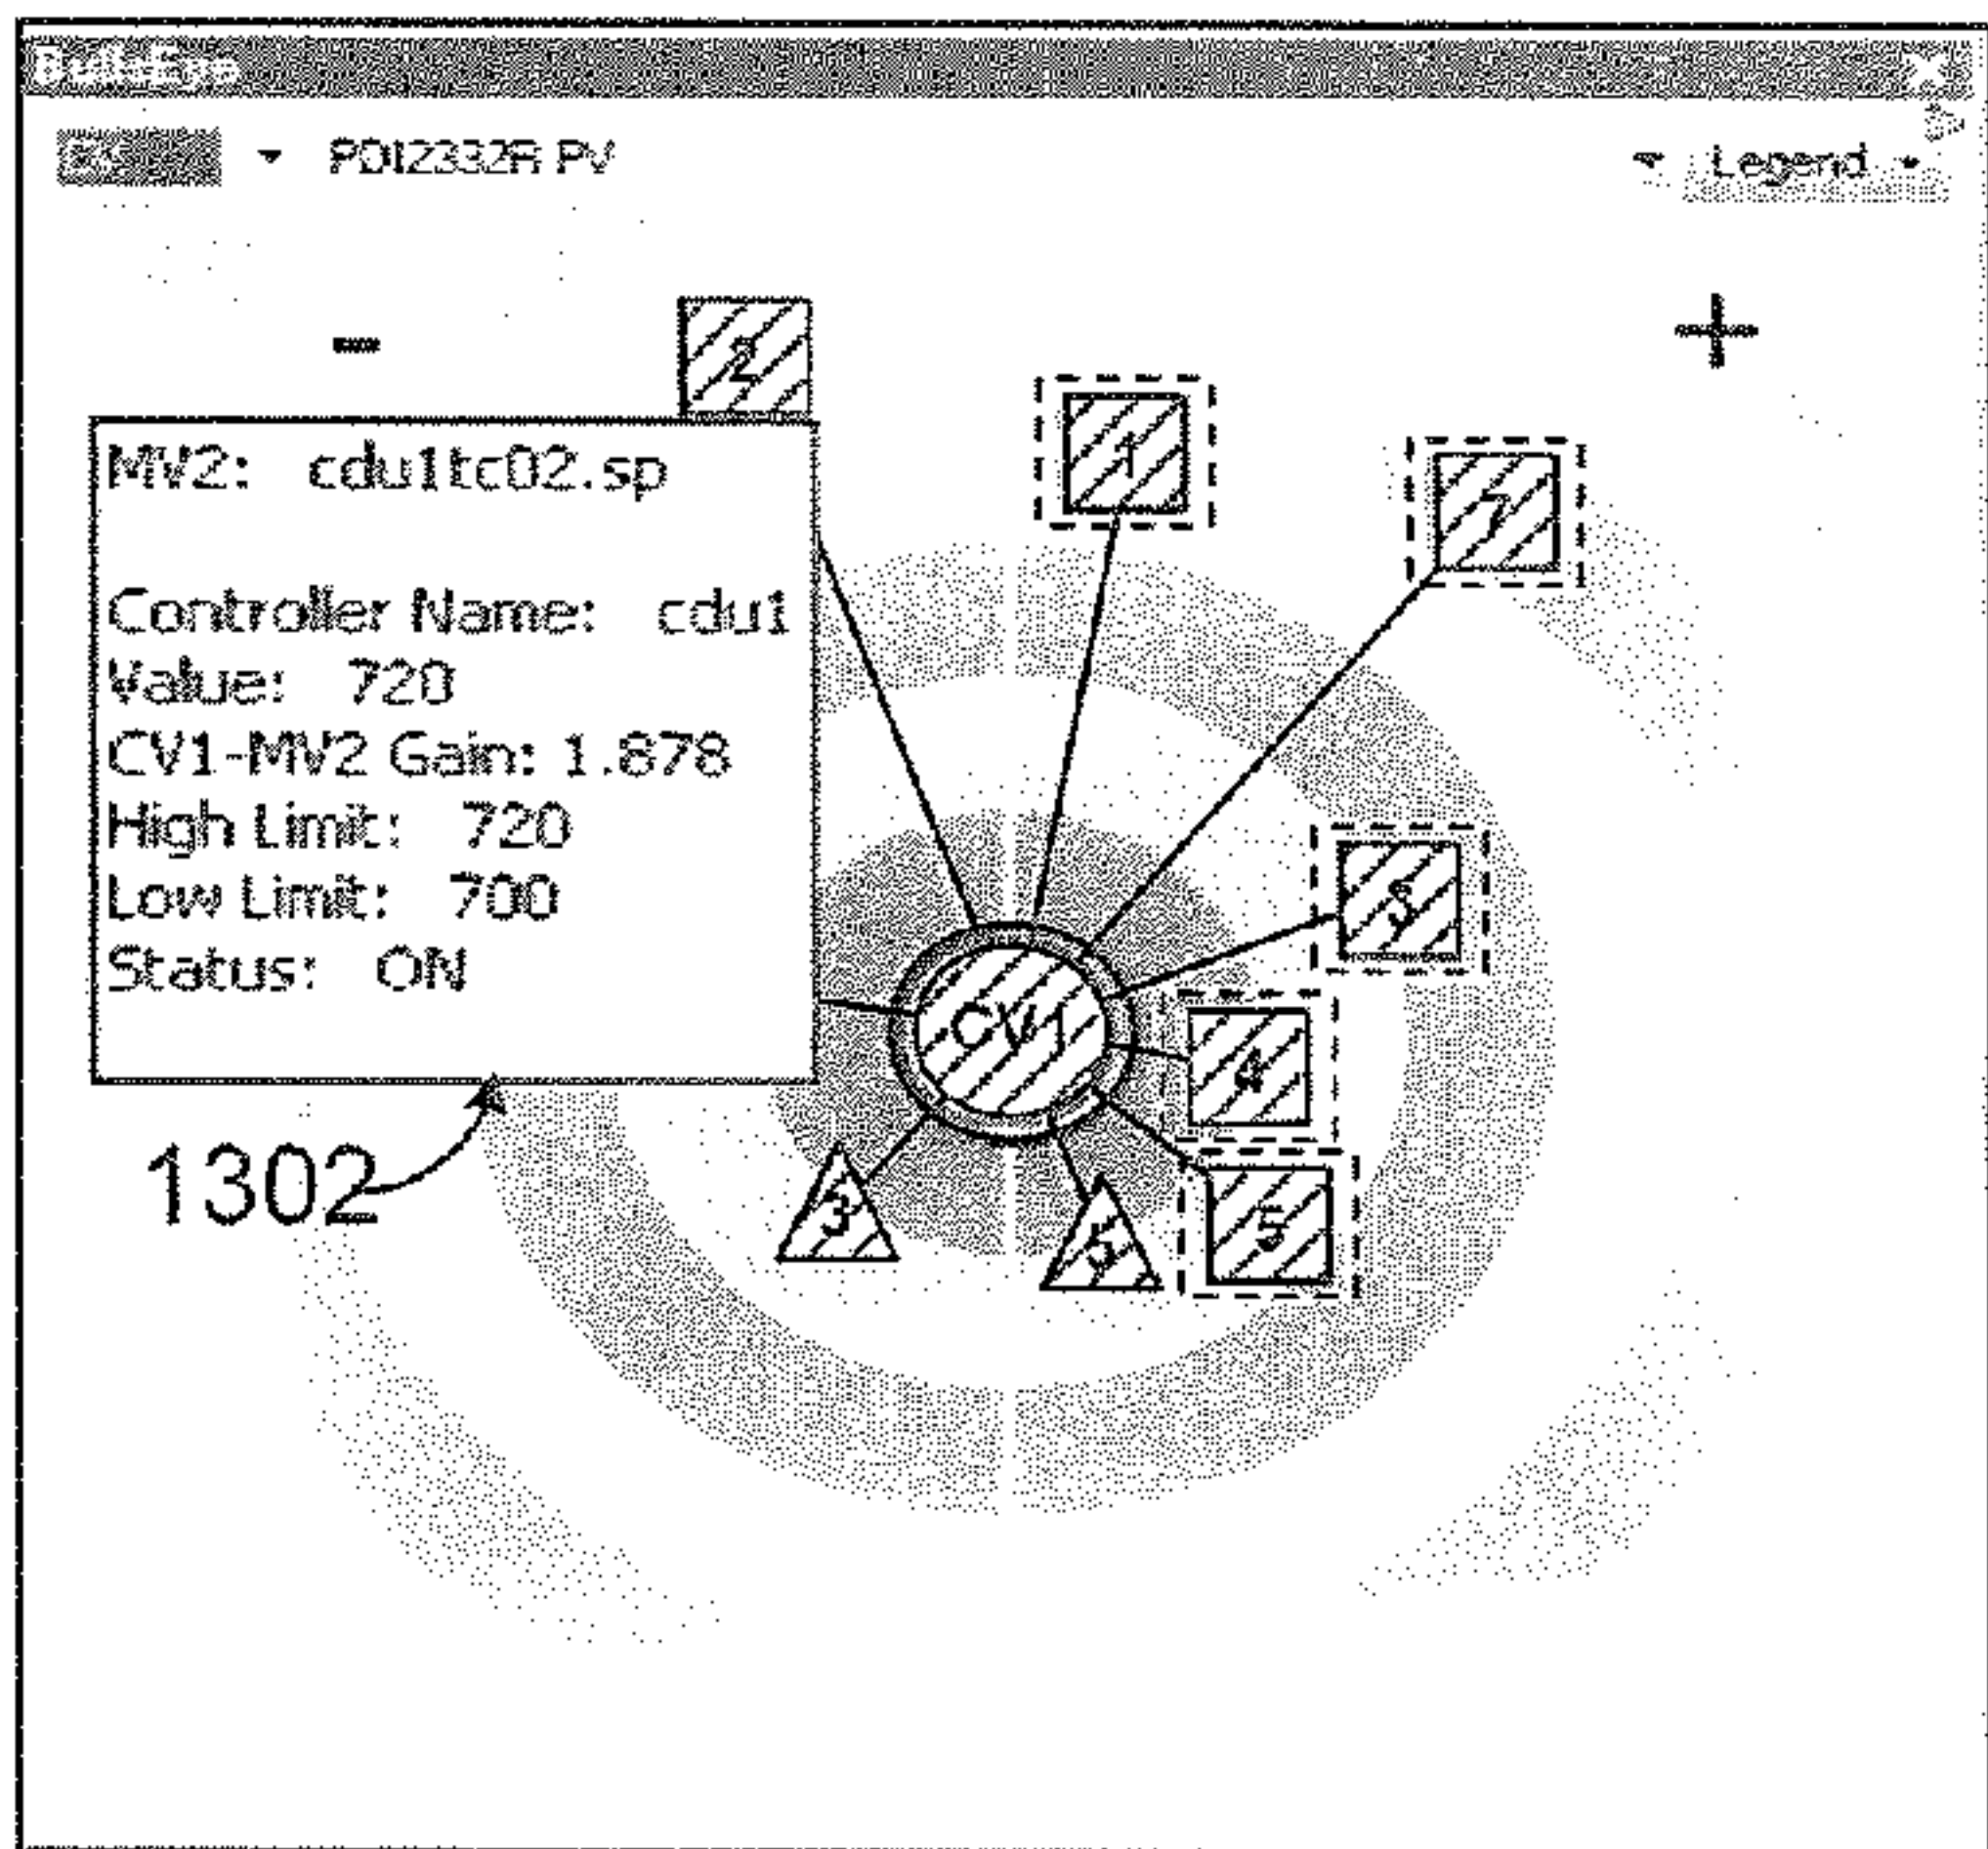 BullsEye
PDI2332R PV
Legend
-
+
2
1
7
MV2: cdu1tc02.sp
Controller Name: cdu1
Value: 720
CV1-MV2 Gain: 1.878
High Limit: 720
Low Limit: 700
Status: ON
CV1
4
1302
3
5
5